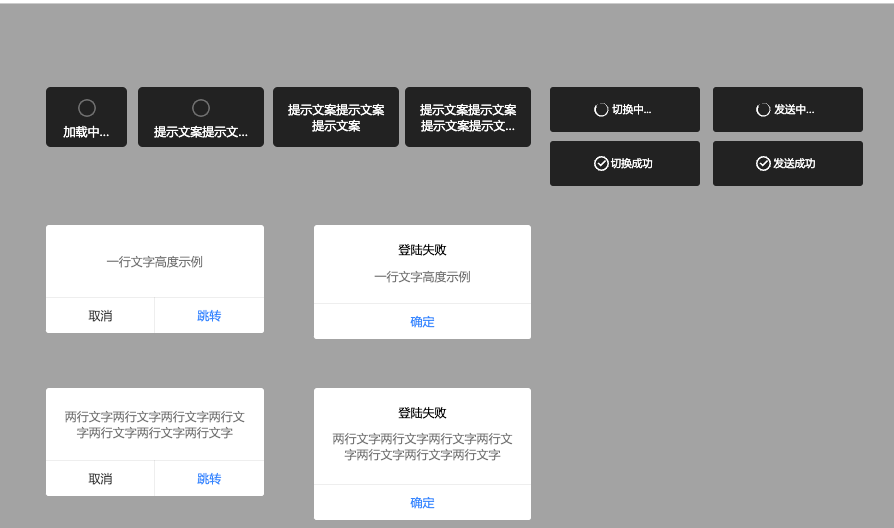 加载中...
提示文案提示文...
提示文案提示文案
提示文案
提示文案提示文案
提示文案提示文...
切换中...
发送中...
切换成功
发送成功
一行文字高度示例
取消
跳转
登陆失败
一行文字高度示例
确定
两行文字两行文字两行文字两行文
字两行文字两行文字两行文字
取消
跳转
登陆失败
两行文字两行文字两行文字两行文
字两行文字两行文字两行文字
确定